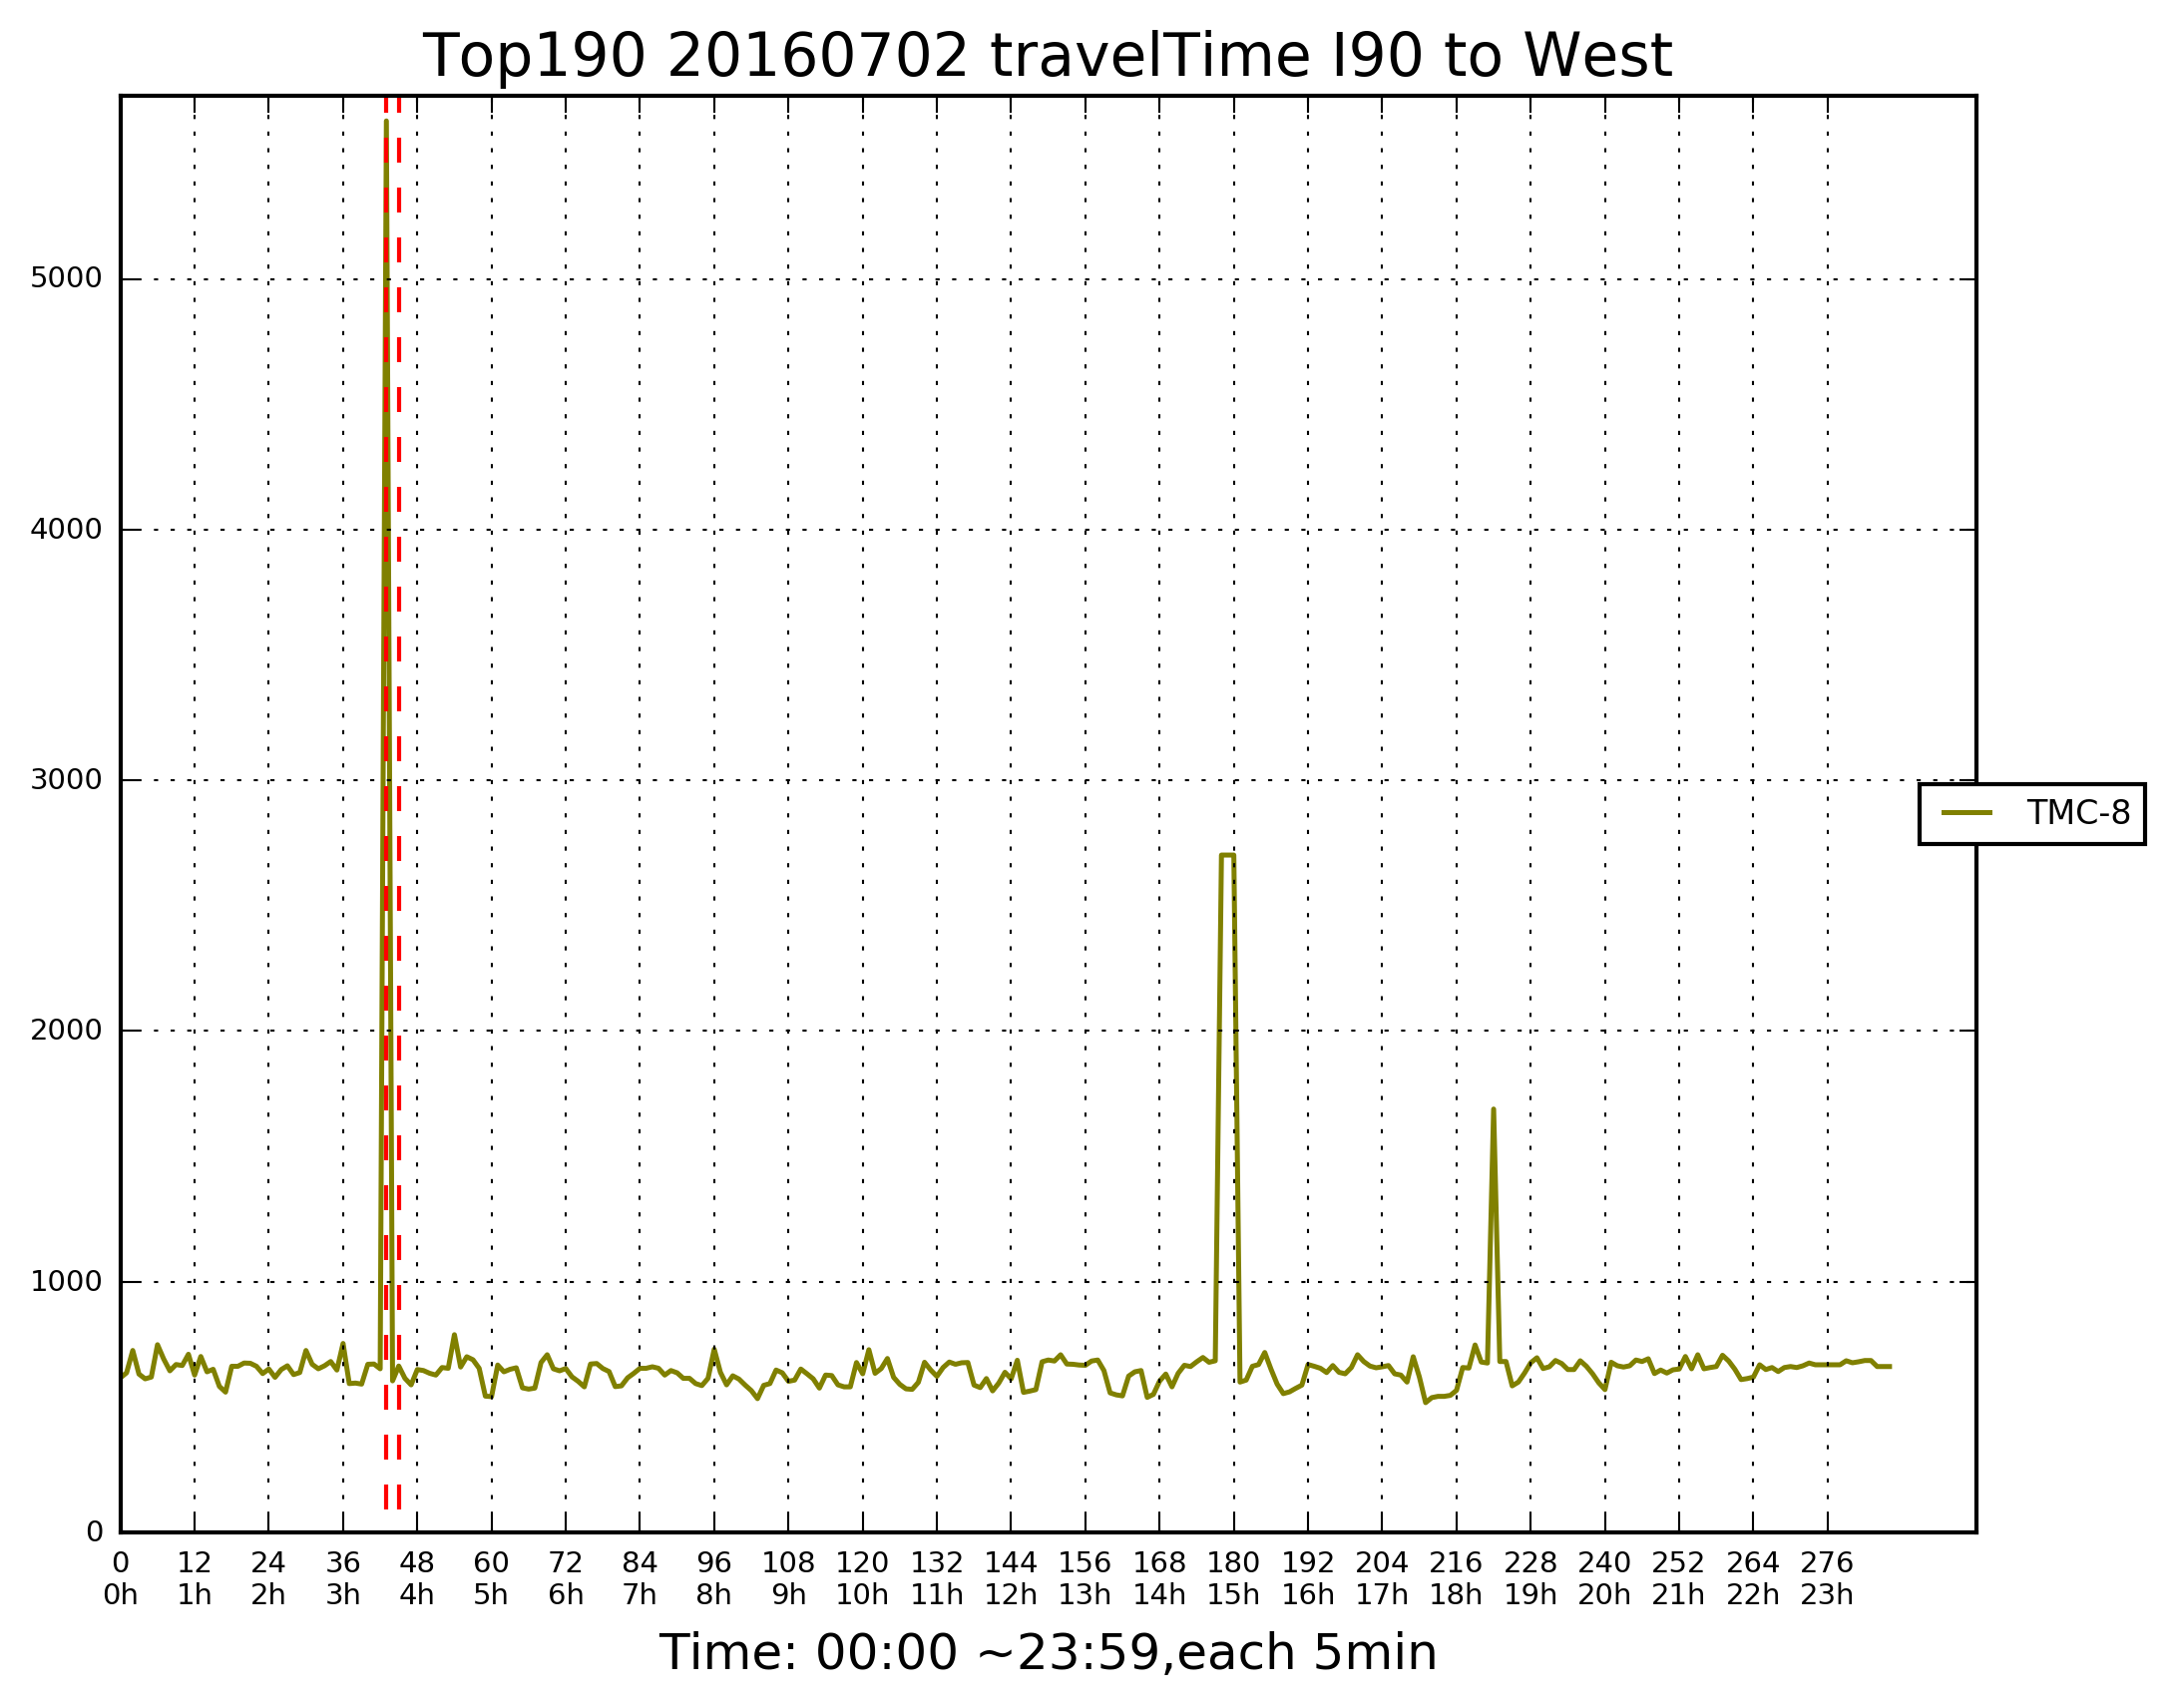 Top190 20160702 travelTime I90 to West
5000
4000
3000
2000
1000
0
TMC-8
0 12 24 36 48 60 72 84 96 108 120 132 144 156 168 180 192 204 216 228 240 252 264 276
0h 1h 2h 3h 4h 5h 6h 7h 8h 9h 10h 11h 12h 13h 14h 15h 16h 17h 18h 19h 20h 21h 22h 23h
Time: 00:00 ~23:59,each 5min